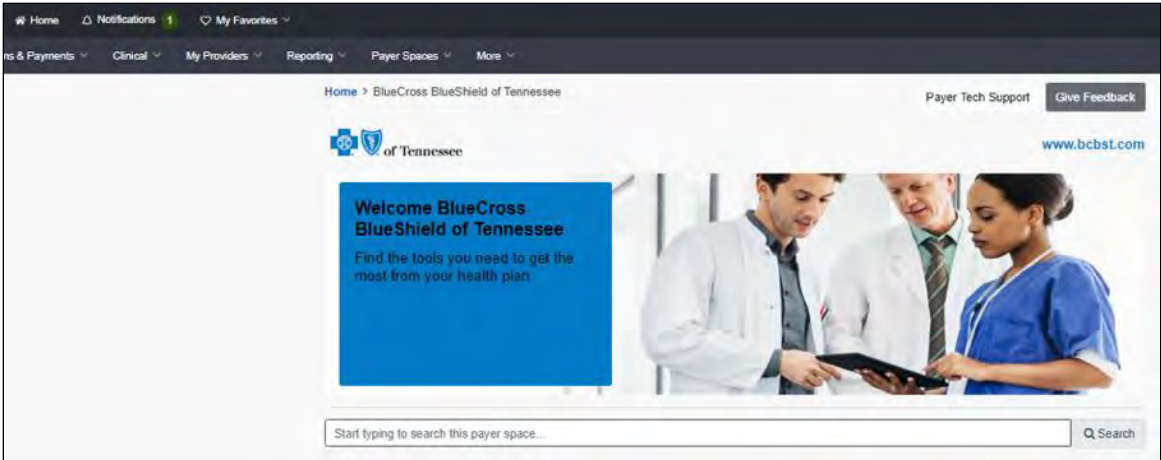 Home Notifications 1 My Favorites
ns & Payments Clinical My Providers Reporting Payer Spaces More
Home > BlueCross BlueShield of Tennessee
Payer Tech Support Give Feedback
of Tennessee
www.bcbst.com
Welcome BlueCross
BlueShield of Tennessee
Find the tools you need to get the
most from your health plan
Start typing to search this payer space...
Search